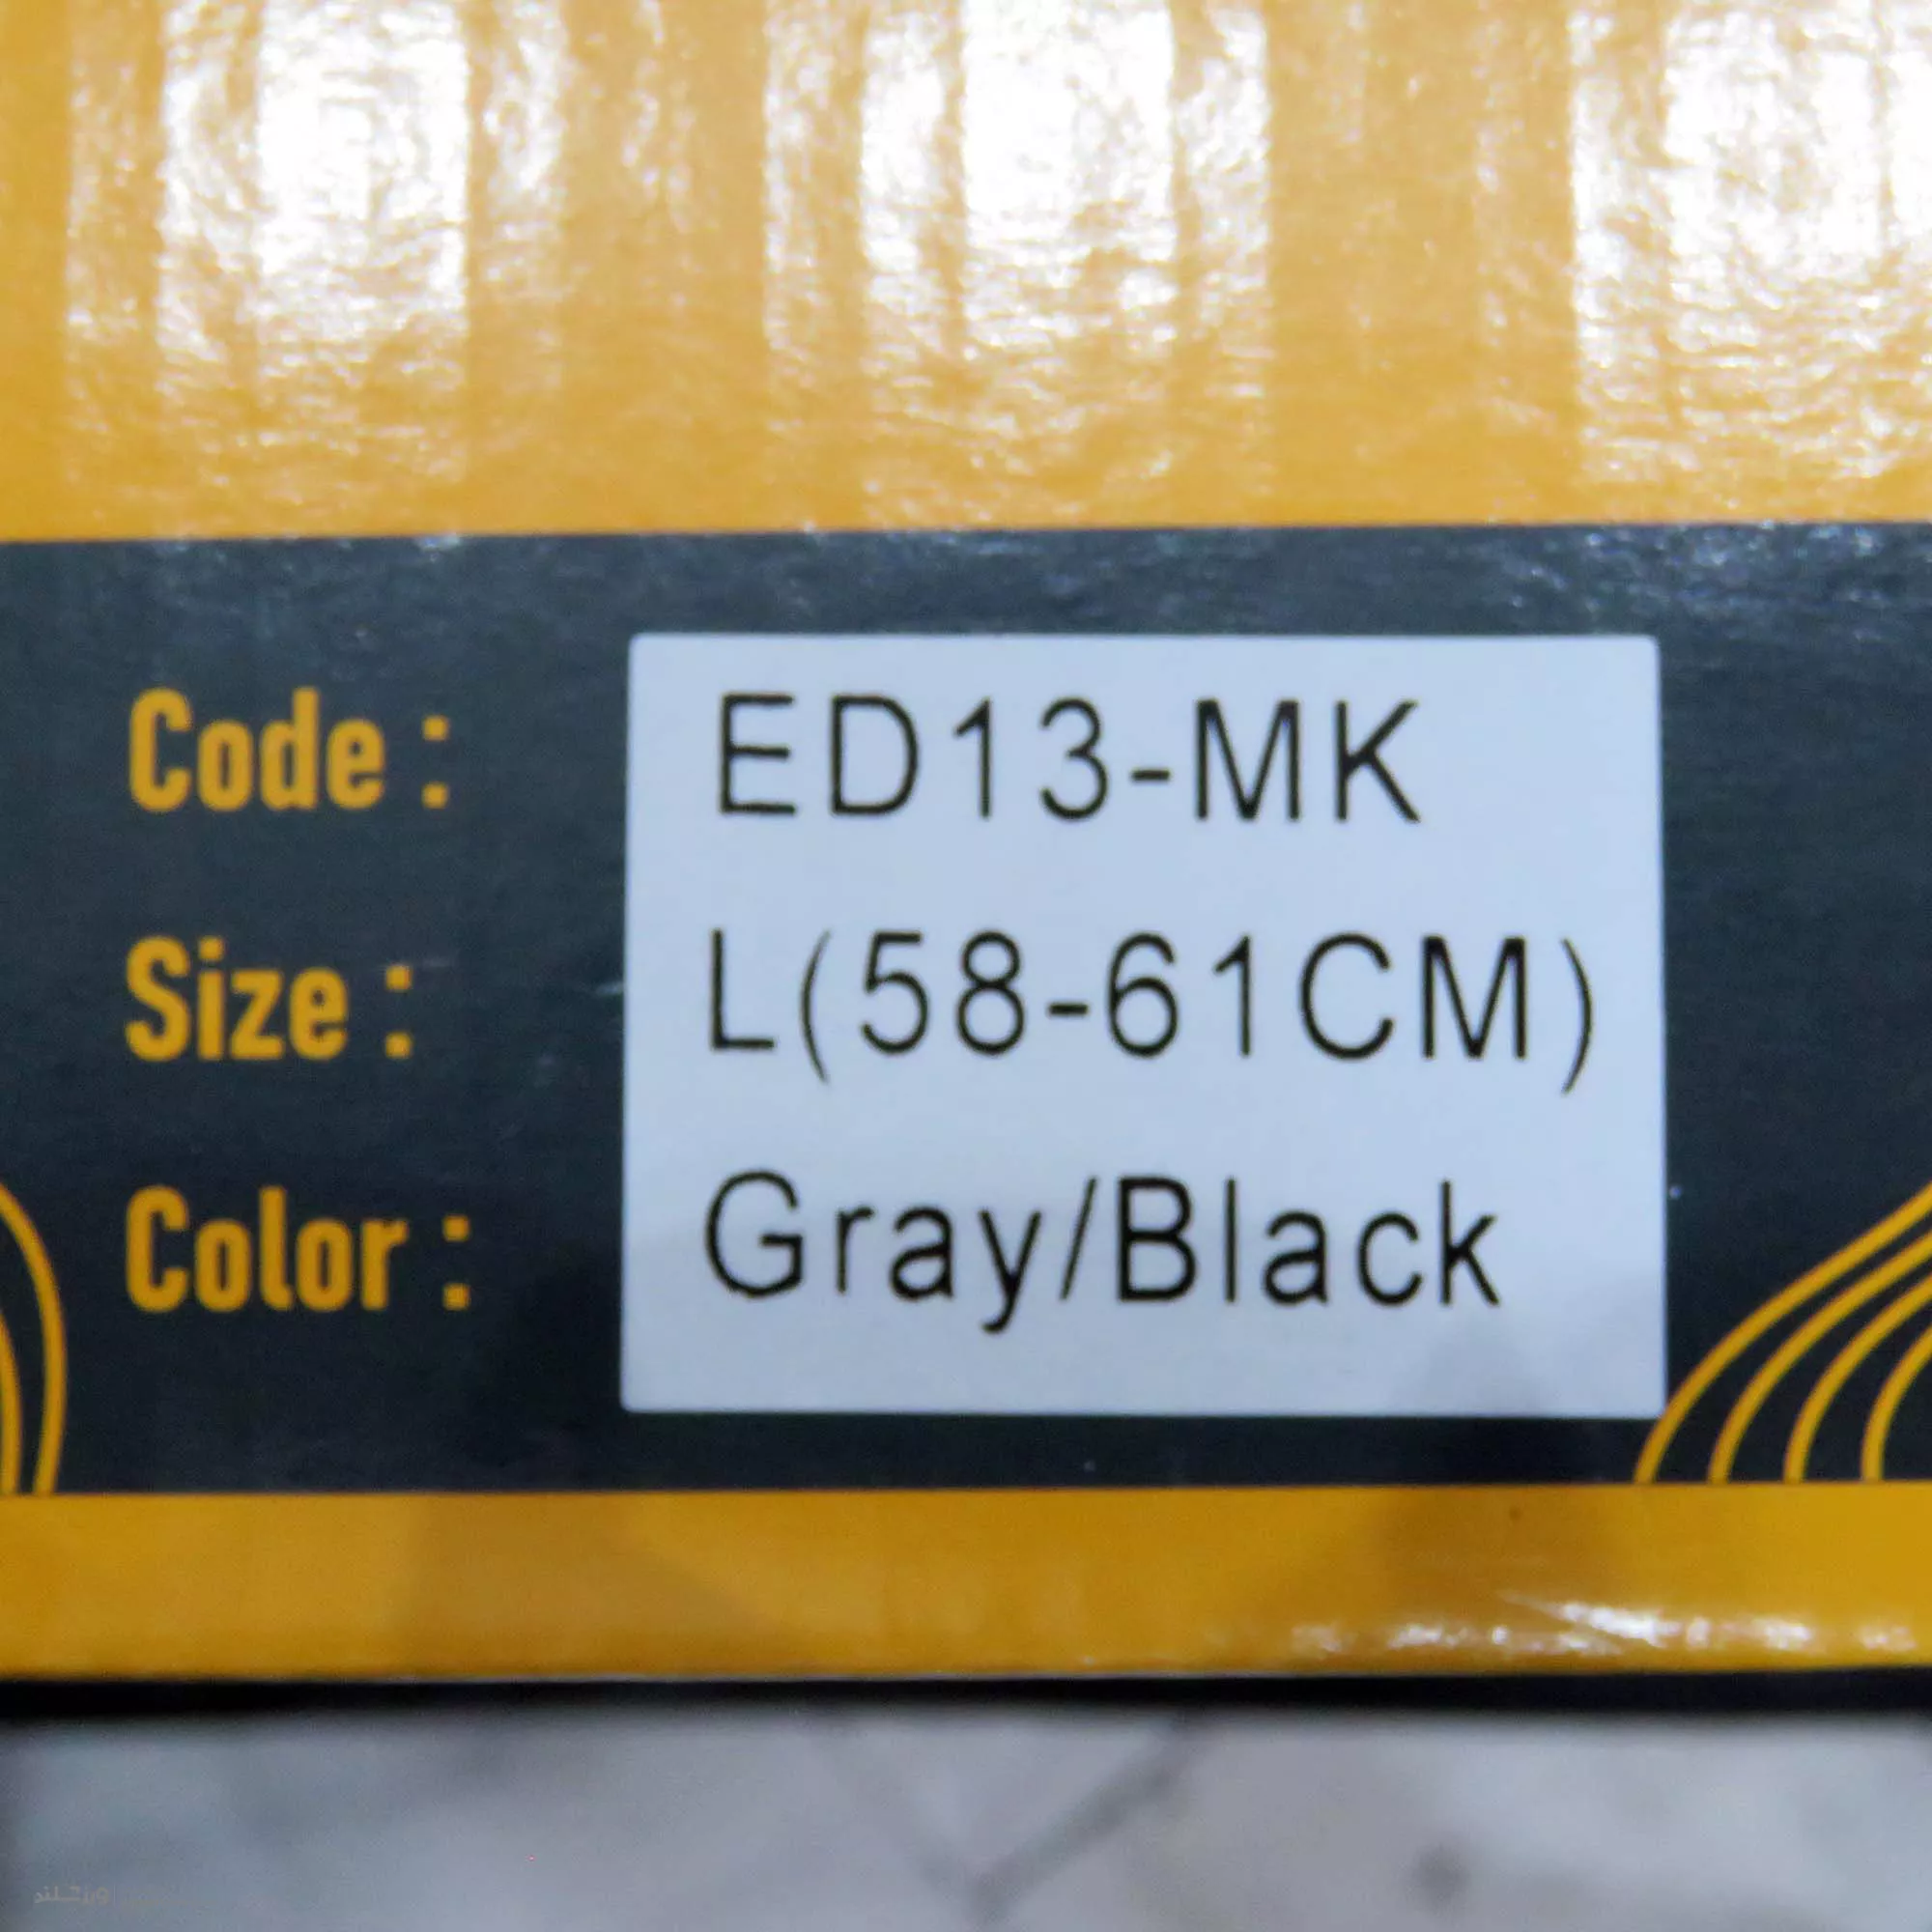 Code : ED13-MK
Size : L(58-61CM)
Color : Gray/Black